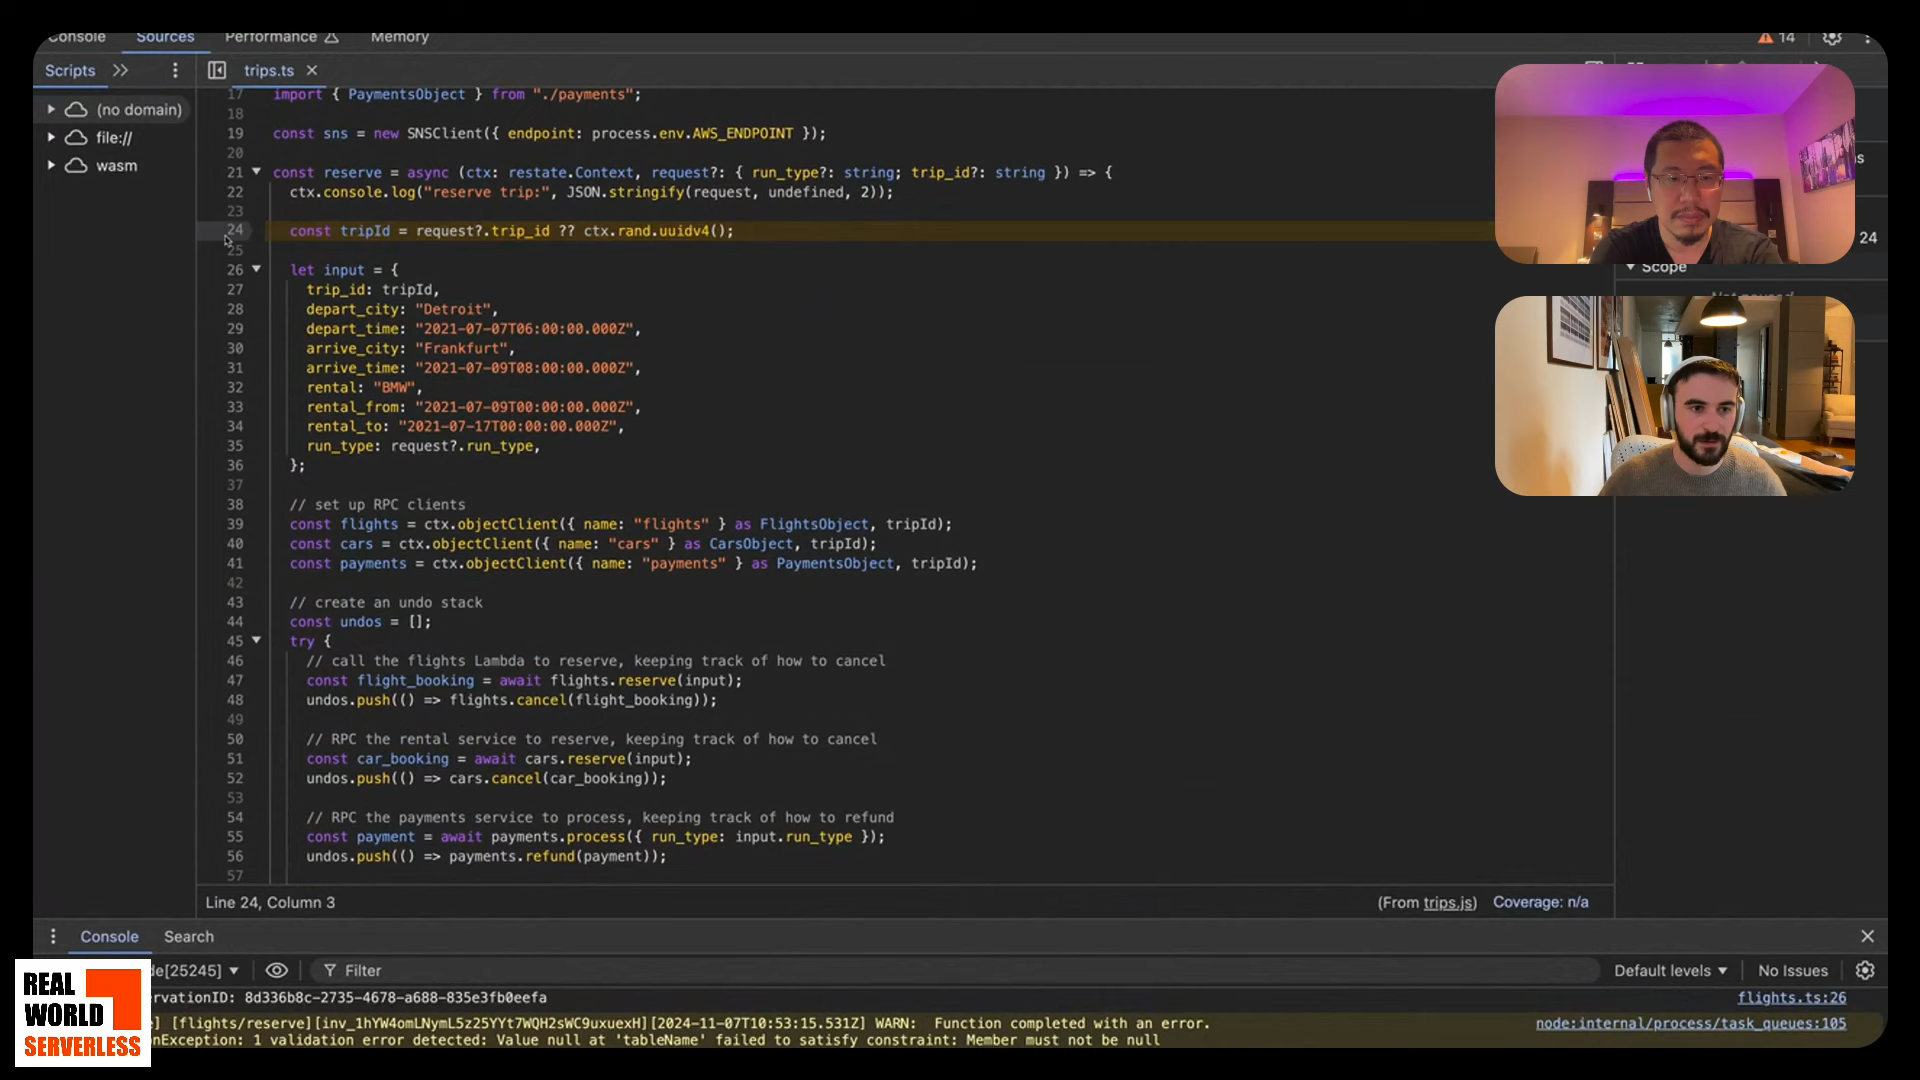 Console Sources Performance Memory 14
Scripts trips.ts
(no domain)
file://
wasm
17 import { PaymentsObject } from "./payments";
18
19 const sns = new SNSClient({ endpoint: process.env.AWS_ENDPOINT });
20
21 const reserve = async (ctx: restate.Context, request?: { run_type?: string; trip_id?: string }) => {
22 ctx.console.log("reserve trip:", JSON.stringify(request, undefined, 2));
23
24 const tripId = request?.trip_id ?? ctx.rand.uuidv4();
25
26 let input = {
27 trip_id: tripId,
28 depart_city: "Detroit",
29 depart_time: "2021-07-07T06:00:00.000Z",
30 arrive_city: "Frankfurt",
31 arrive_time: "2021-07-09T08:00:00.000Z",
32 rental: "BMW",
33 rental_from: "2021-07-09T00:00:00.000Z",
34 rental_to: "2021-07-17T00:00:00.000Z",
35 run_type: request?.run_type,
36 };
37
38 // set up RPC clients
39 const flights = ctx.objectClient({ name: "flights" } as FlightsObject, tripId);
40 const cars = ctx.objectClient({ name: "cars" } as CarsObject, tripId);
41 const payments = ctx.objectClient({ name: "payments" } as PaymentsObject, tripId);
42
43 // create an undo stack
44 const undos = [];
45 try {
46 // call the flights Lambda to reserve, keeping track of how to cancel
47 const flight_booking = await flights.reserve(input);
48 undos.push(() => flights.cancel(flight_booking));
49
50 // RPC the rental service to reserve, keeping track of how to cancel
51 const car_booking = await cars.reserve(input);
52 undos.push(() => cars.cancel(car_booking));
53
54 // RPC the payments service to process, keeping track of how to refund
55 const payment = await payments.process({ run_type: input.run_type });
56 undos.push(() => payments.refund(payment));
57
24
Scope
Line 24, Column 3 (From trips.js) Coverage: n/a
Console Search
de[25245] Filter Default levels No Issues
rvationID: 8d336b8c-2735-4678-a688-835e3fb0eefa flights.ts:26
] [flights/reserve][inv_1hYW4omLNymL5z25YYt7WQH2sWC9uxuexH][2024-11-07T10:53:15.531Z] WARN: Function completed with an error. node:internal/process/task_queues:105
onException: 1 validation error detected: Value null at 'tableName' failed to satisfy constraint: Member must not be null
REAL
WORLD
SERVERLESS